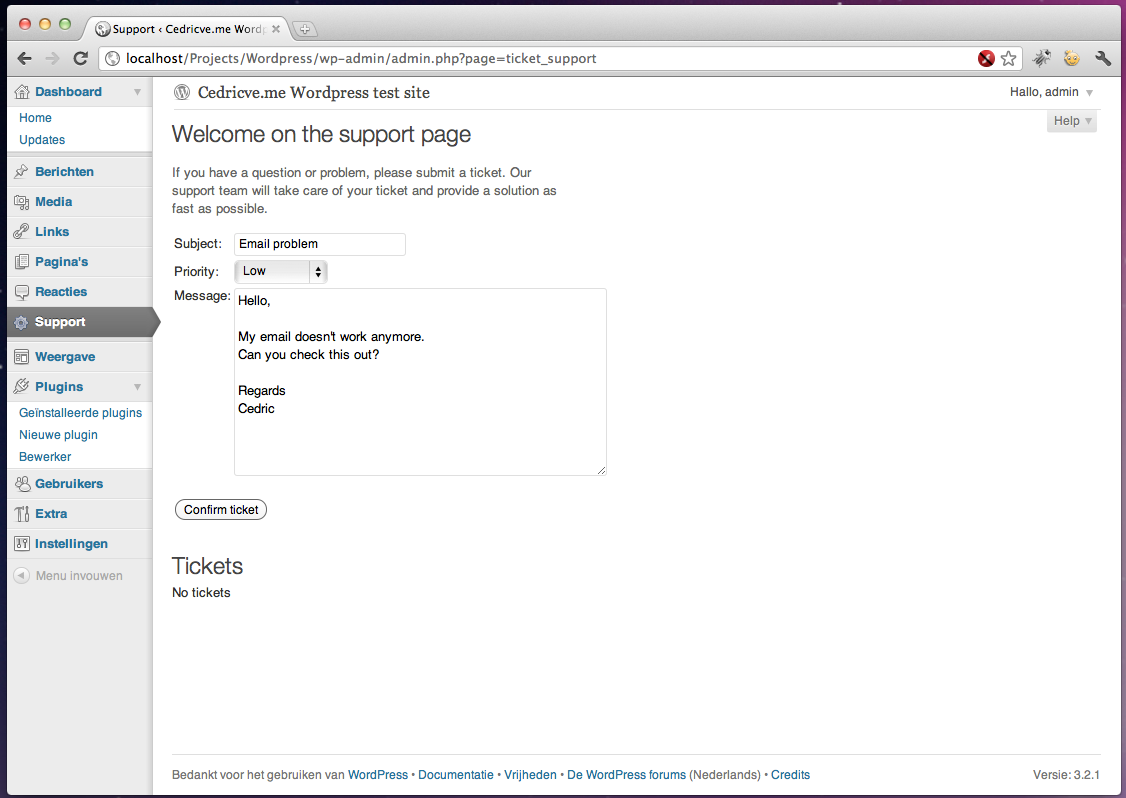 Support ‹ Cedricve.me Wordp
localhost/Projects/Wordpress/wp-admin/admin.php?page=ticket_support
Dashboard
Home
Updates
Berichten
Media
Links
Pagina's
Reacties
Support
Weergave
Plugins
Geïnstalleerde plugins
Nieuwe plugin
Bewerker
Gebruikers
Extra
Instellingen
Menu invouwen
Cedricve.me Wordpress test site
Hallo, admin
Help
Welcome on the support page
If you have a question or problem, please submit a ticket. Our
support team will take care of your ticket and provide a solution as
fast as possible.
Subject: Email problem
Priority: Low
Message: Hello,
My email doesn't work anymore.
Can you check this out?
Regards
Cedric
Confirm ticket
Tickets
No tickets
Bedankt voor het gebruiken van WordPress • Documentatie • Vrijheden • De WordPress forums (Nederlands) • Credits
Versie: 3.2.1